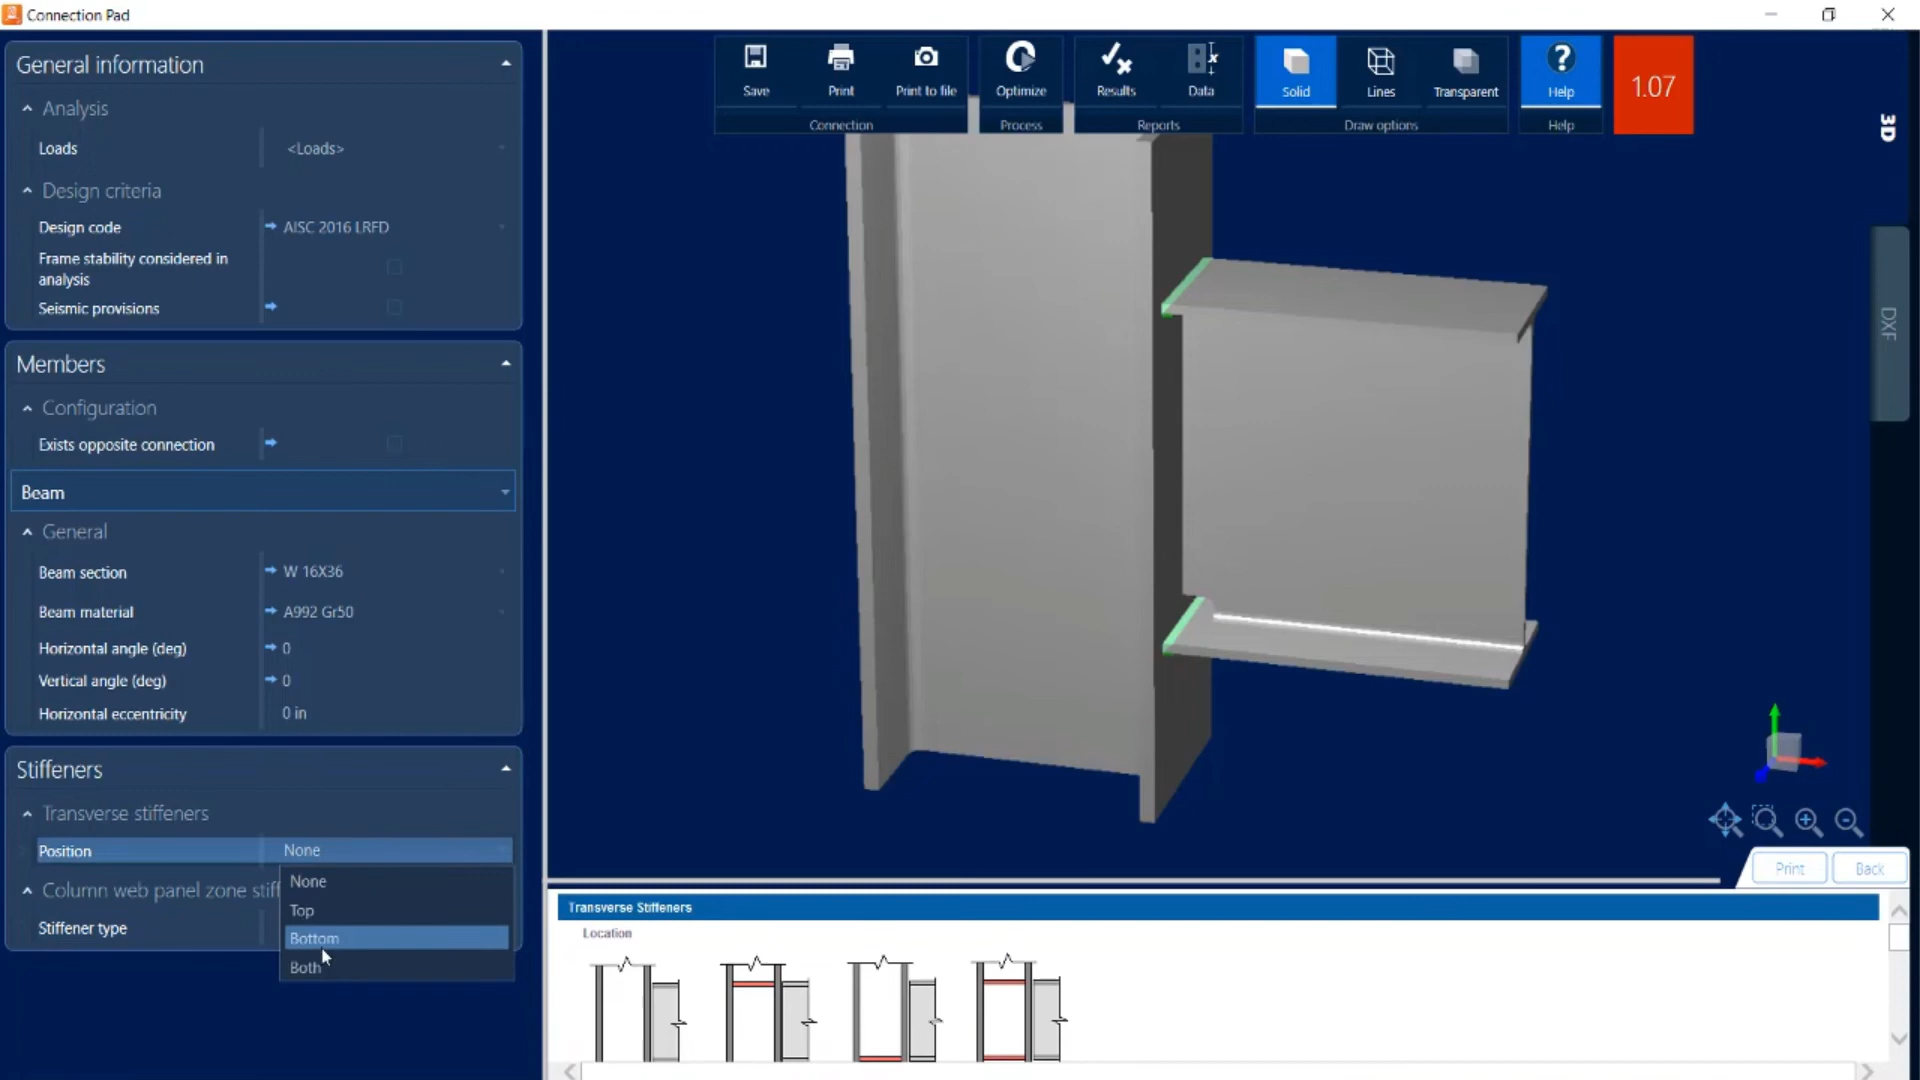 Connection Pad
General information
Analysis
Loads <Loads>
Design criteria
Design code AISC 2016 LRFD
Frame stability considered in
analysis
Seismic provisions
Members
Configuration
Exists opposite connection
Beam
General
Beam section W 16X36
Beam material A992 Gr50
Horizontal angle (deg) 0
Vertical angle (deg) 0
Horizontal eccentricity 0 in
Stiffeners
Transverse stiffeners
Position None
None
Column web panel zone stiff
Top
Stiffener type
Bottom
Both
Save Print Print to file Optimize Results Data Solid Lines Transparent Help
Connection Process Reports Draw options Help
1.07
3D
DXF
Print Back
Transverse Stiffeners
Location